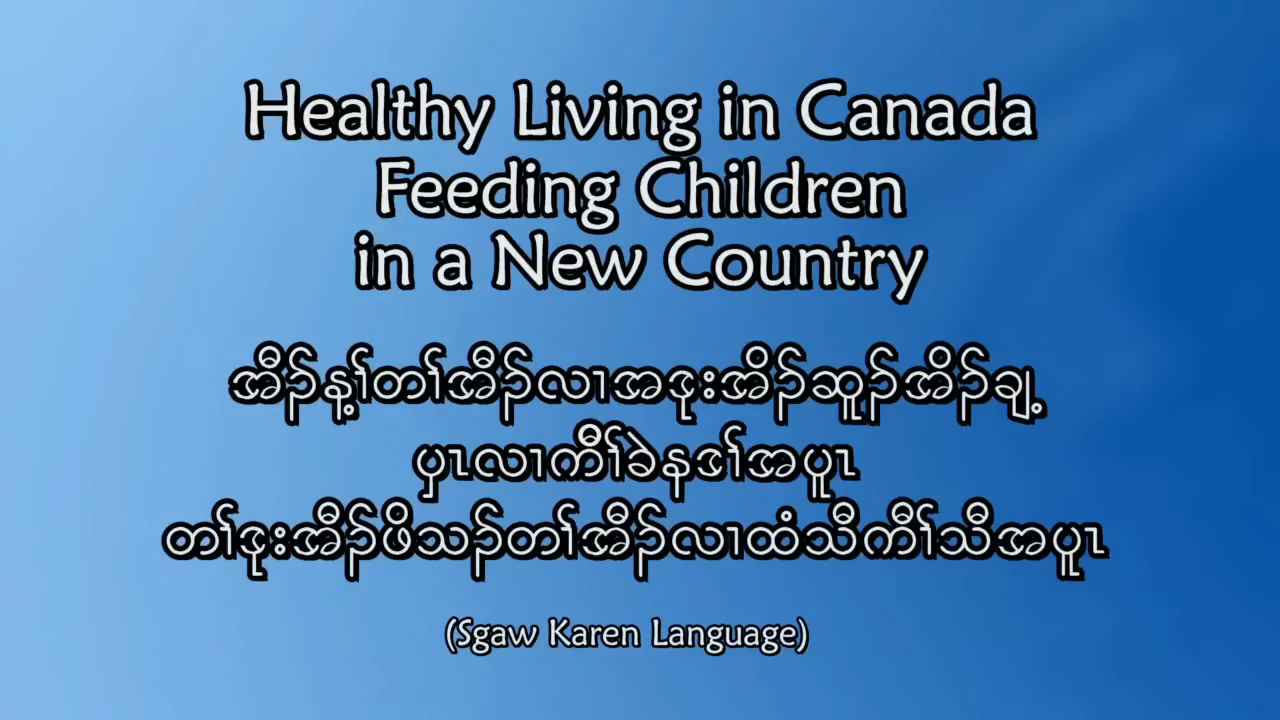 Healthy Living in Canada
Feeding Children
in a New Country
အီၣ်န့ၢ်တၢ်အီၣ်လၢအဒုးအိၣ်ဆူၣ်အိၣ်ချ့
ပှၤလၢကီၢ်ခဲနဒၢ်အပူၤ
တၢ်ဒုးအီၣ်ဖိသၣ်တၢ်အီၣ်လၢထံသီကီၢ်သီအပူၤ
(Sgaw Karen Language)